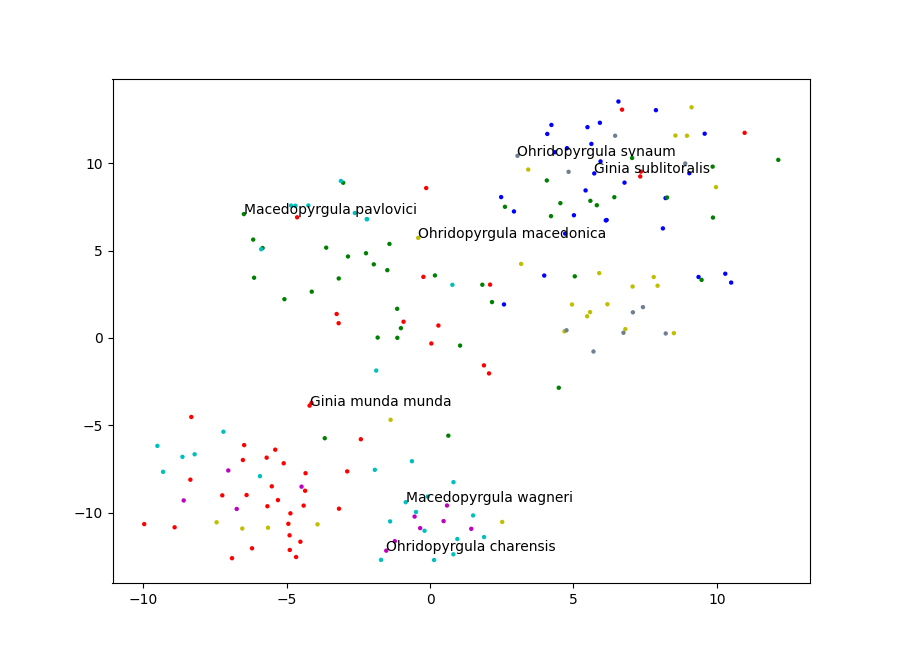 Ohridopyrgula synaum
Ginia sublitoralis
Macedopyrgula pavlovici
Ohridopyrgula macedonica
Ginia munda munda
Macedopyrgula wagneri
Ohridopyrgula charensis
10
5
0
−5
−10
−10 −5 0 5 10